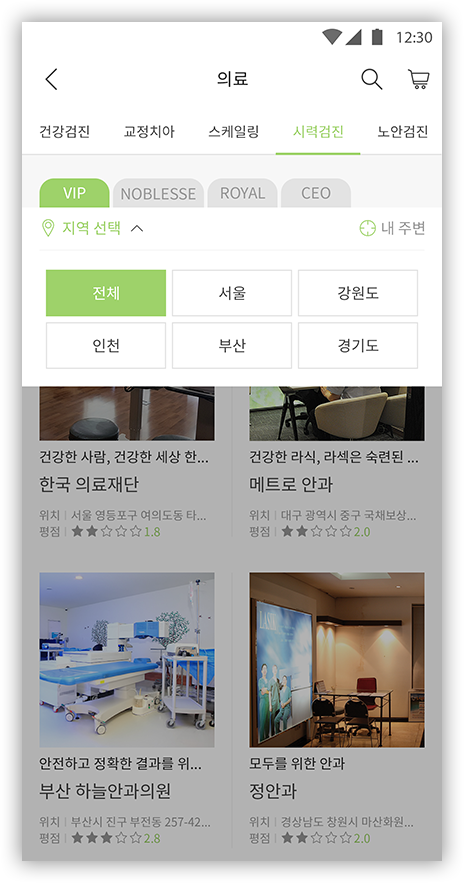 12:30
의료
건강검진 교정치아 스케일링 시력검진 노안검진
VIP NOBLESSE ROYAL CEO
지역 선택 내 주변
전체 서울 강원도
인천 부산 경기도
건강한 사람, 건강한 세상 한...
한국 의료재단
위치 | 서울 영등포구 여의도동 타...
평점 | ★★☆☆☆ 1.8
건강한 라식, 라섹은 숙련된 ...
메트로 안과
위치 | 대구 광역시 중구 국채보상...
평점 | ★★☆☆☆ 2.0
LASIK
안전하고 정확한 결과를 위...
부산 하늘안과의원
위치 | 부산시 진구 부전동 257-42...
평점 | ★★★☆☆ 2.8
모두를 위한 안과
정안과
위치 | 경상남도 창원시 마산화원...
평점 | ★★☆☆☆ 2.0